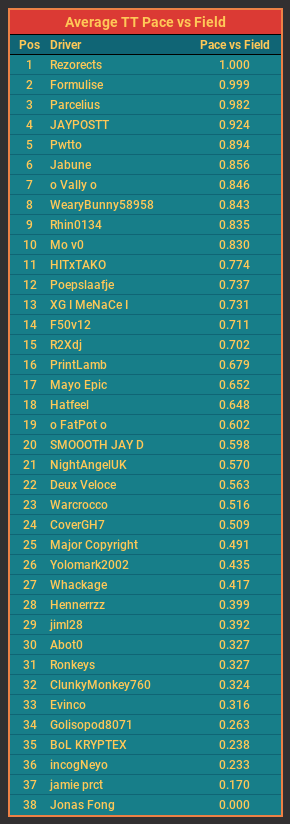 Average TT Pace vs Field
Pos Driver Pace vs Field
1 Rezorects 1.000
2 Formulise 0.999
3 Parcelius 0.982
4 JAYPOSTT 0.924
5 Pwtto 0.894
6 Jabune 0.856
7 o Vally o 0.846
8 WearyBunny58958 0.843
9 Rhin0134 0.835
10 Mo v0 0.830
11 HITxTAKO 0.774
12 Poepslaafje 0.737
13 XG I MeNaCe I 0.731
14 F50v12 0.711
15 R2Xdj 0.702
16 PrintLamb 0.679
17 Mayo Epic 0.652
18 Hatfeel 0.648
19 o FatPot o 0.602
20 SMOOOTH JAY D 0.598
21 NightAngelUK 0.570
22 Deux Veloce 0.563
23 Warcrocco 0.516
24 CoverGH7 0.509
25 Major Copyright 0.491
26 Yolomark2002 0.435
27 Whackage 0.417
28 Hennerrzz 0.399
29 jiml28 0.392
30 Abot0 0.327
31 Ronkeys 0.327
32 ClunkyMonkey760 0.324
33 Evinco 0.316
34 Golisopod8071 0.263
35 BoL KRYPTEX 0.238
36 incogNeyo 0.233
37 jamie prct 0.170
38 Jonas Fong 0.000